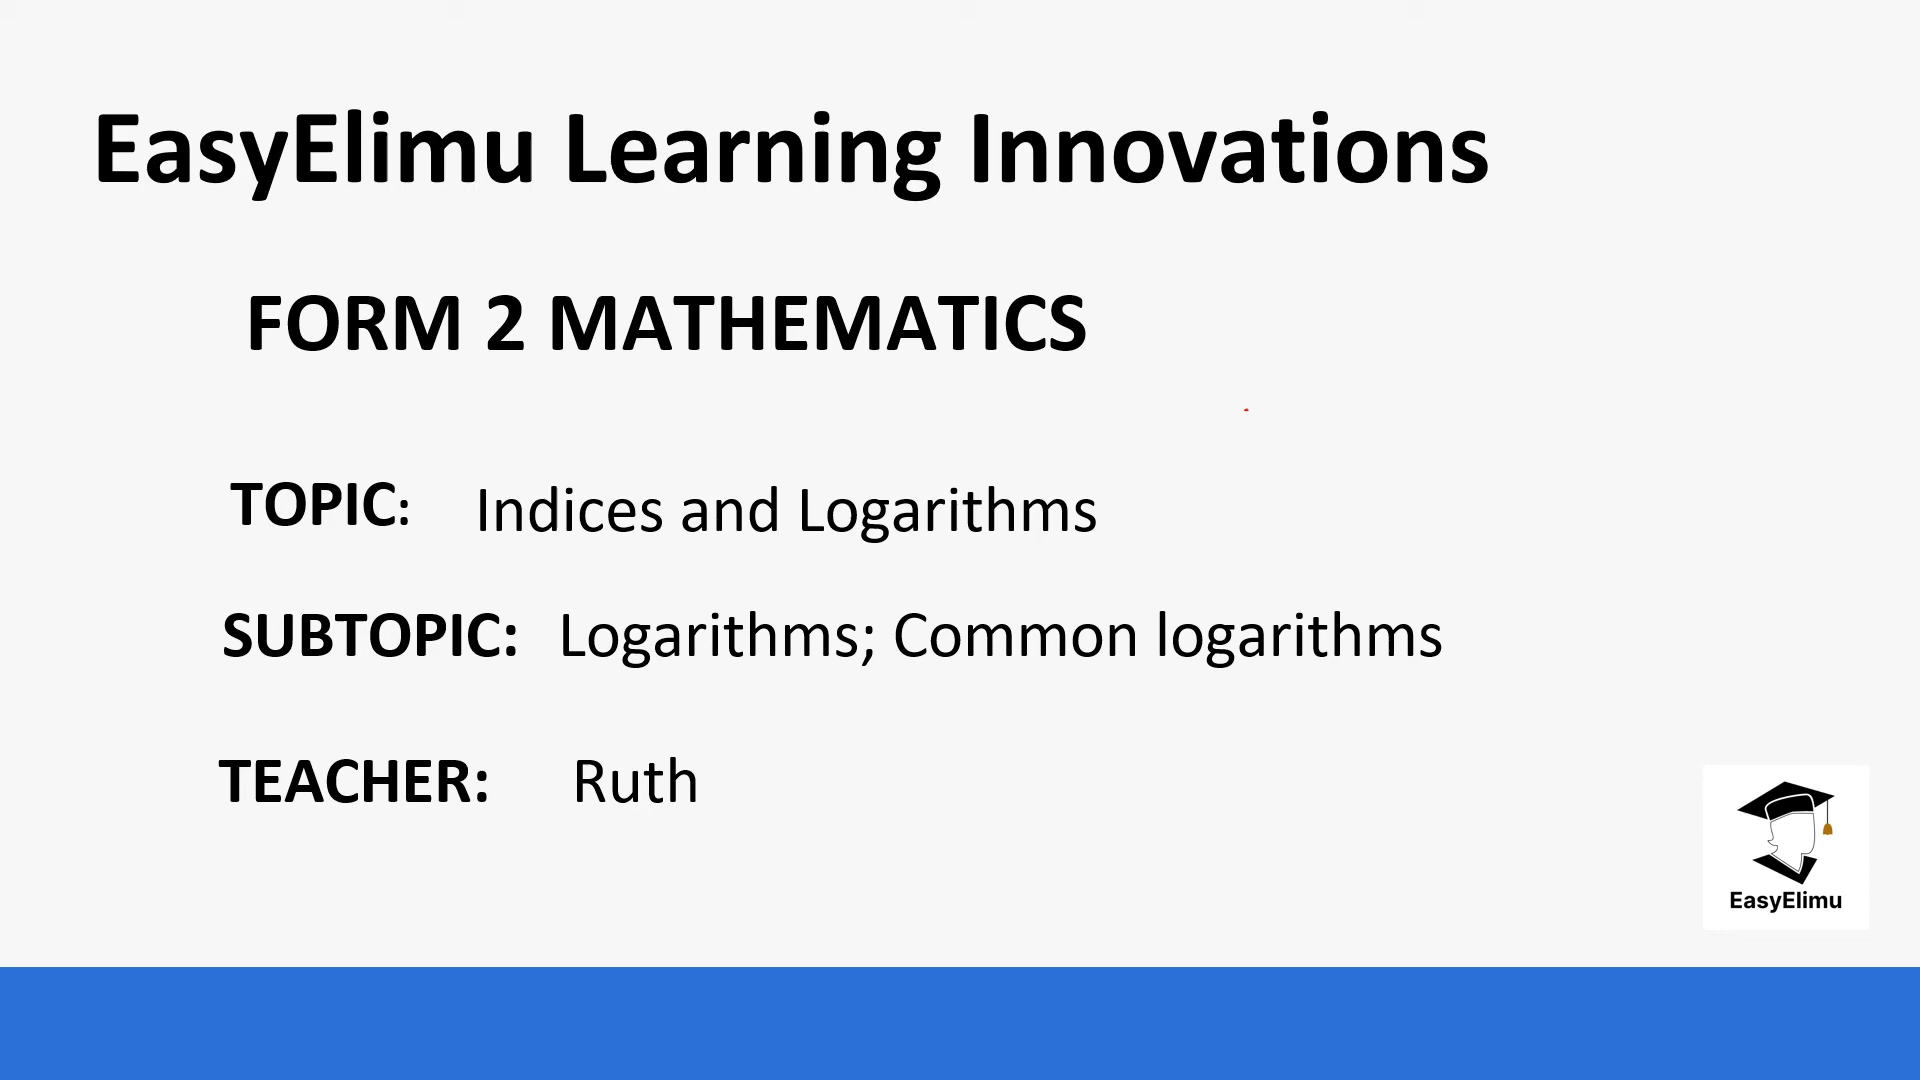 EasyElimu Learning Innovations
FORM 2 MATHEMATICS
TOPIC: Indices and Logarithms
SUBTOPIC: Logarithms; Common logarithms
TEACHER: Ruth
EasyElimu